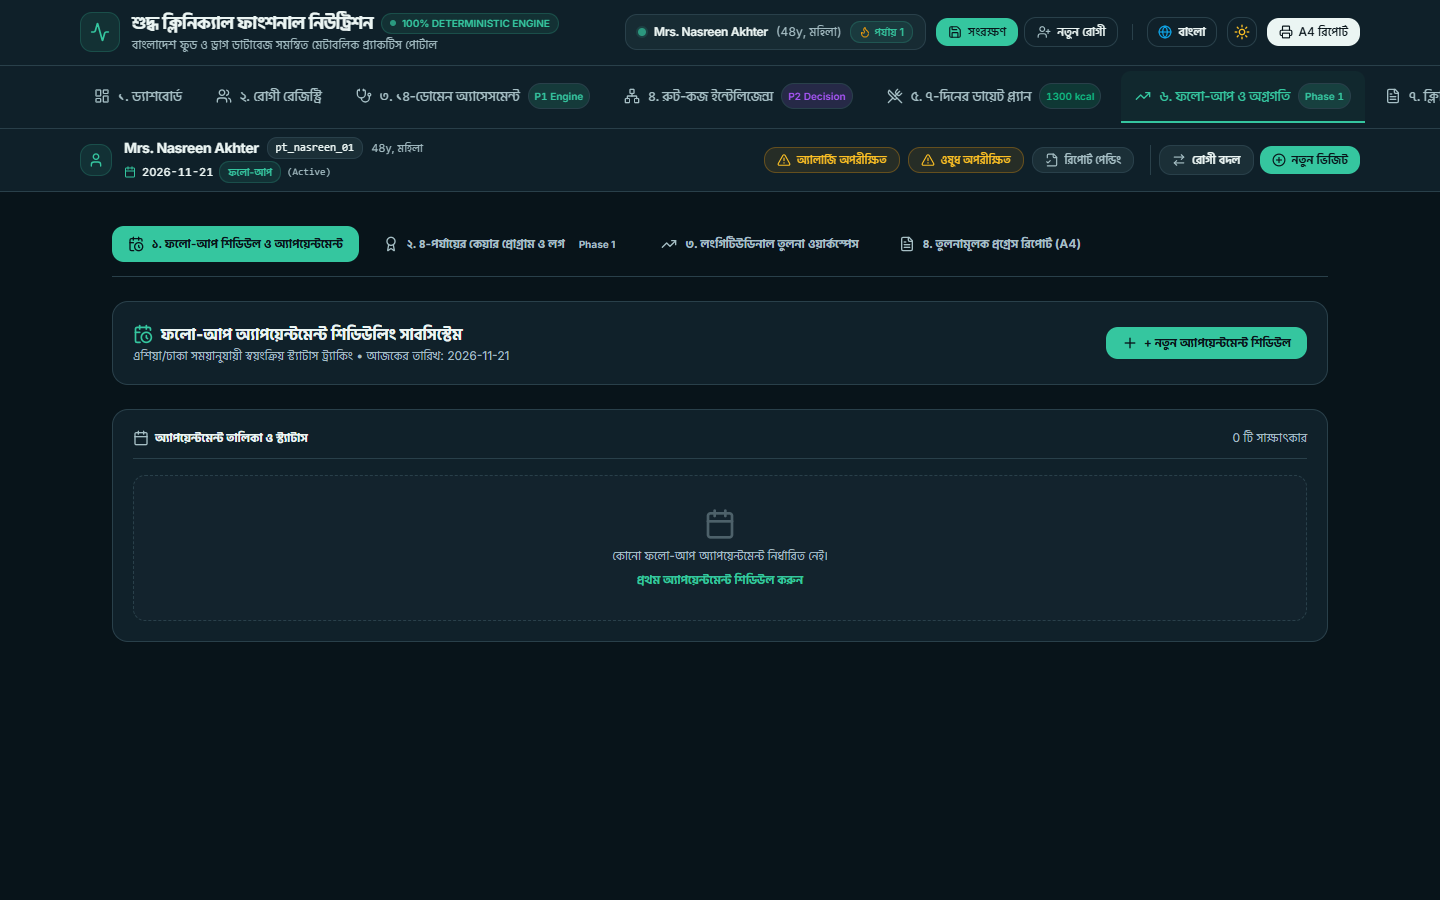 শুদ্ধ ক্লিনিক্যাল ফাংশনাল নিউট্রিশন
100% DETERMINISTIC ENGINE
বাংলাদেশ ফুড ও ড্রাগ ডাটাবেজ সমন্বিত মেটাবলিক প্র্যাকটিস পোর্টাল
Mrs. Nasreen Akhter (48y, মহিলা) পর্যায় 1
সংরক্ষণ
নতুন রোগী
বাংলা
A4 রিপোর্ট
১. ড্যাশবোর্ড
২. রোগী রেজিস্ট্রি
৩. ১৪-ডোমেন অ্যাসেসমেন্ট P1 Engine
৪. রুট-কজ ইন্টেলিজেন্স P2 Decision
৫. ৭-দিনের ডায়েট প্ল্যান 1300 kcal
৬. ফলো-আপ ও অগ্রগতি Phase 1
৭. ক্লি
Mrs. Nasreen Akhter pt_nasreen_01 48y, মহিলা
2026-11-21 ফলো-আপ (Active)
অ্যালার্জি অপরীক্ষিত
ওষুধ অপরীক্ষিত
রিপোর্ট পেন্ডিং
রোগী বদল
নতুন ভিজিট
১. ফলো-আপ শিডিউল ও অ্যাপয়েন্টমেন্ট
২. ৪-পর্যায়ের কেয়ার প্রোগ্রাম ও লগ Phase 1
৩. লংগিটিউডিনাল তুলনা ওয়ার্কস্পেস
৪. তুলনামূলক প্রগ্রেস রিপোর্ট (A4)
ফলো-আপ অ্যাপয়েন্টমেন্ট শিডিউলিং সাবসিস্টেম
এশিয়া/ঢাকা সময়ানুযায়ী স্বয়ংক্রিয় স্ট্যাটাস ট্র্যাকিং • আজকের তারিখ: 2026-11-21
+ নতুন অ্যাপয়েন্টমেন্ট শিডিউল
অ্যাপয়েন্টমেন্ট তালিকা ও স্ট্যাটাস
0 টি সাক্ষাৎকার
কোনো ফলো-আপ অ্যাপয়েন্টমেন্ট নির্ধারিত নেই।
প্রথম অ্যাপয়েন্টমেন্ট শিডিউল করুন